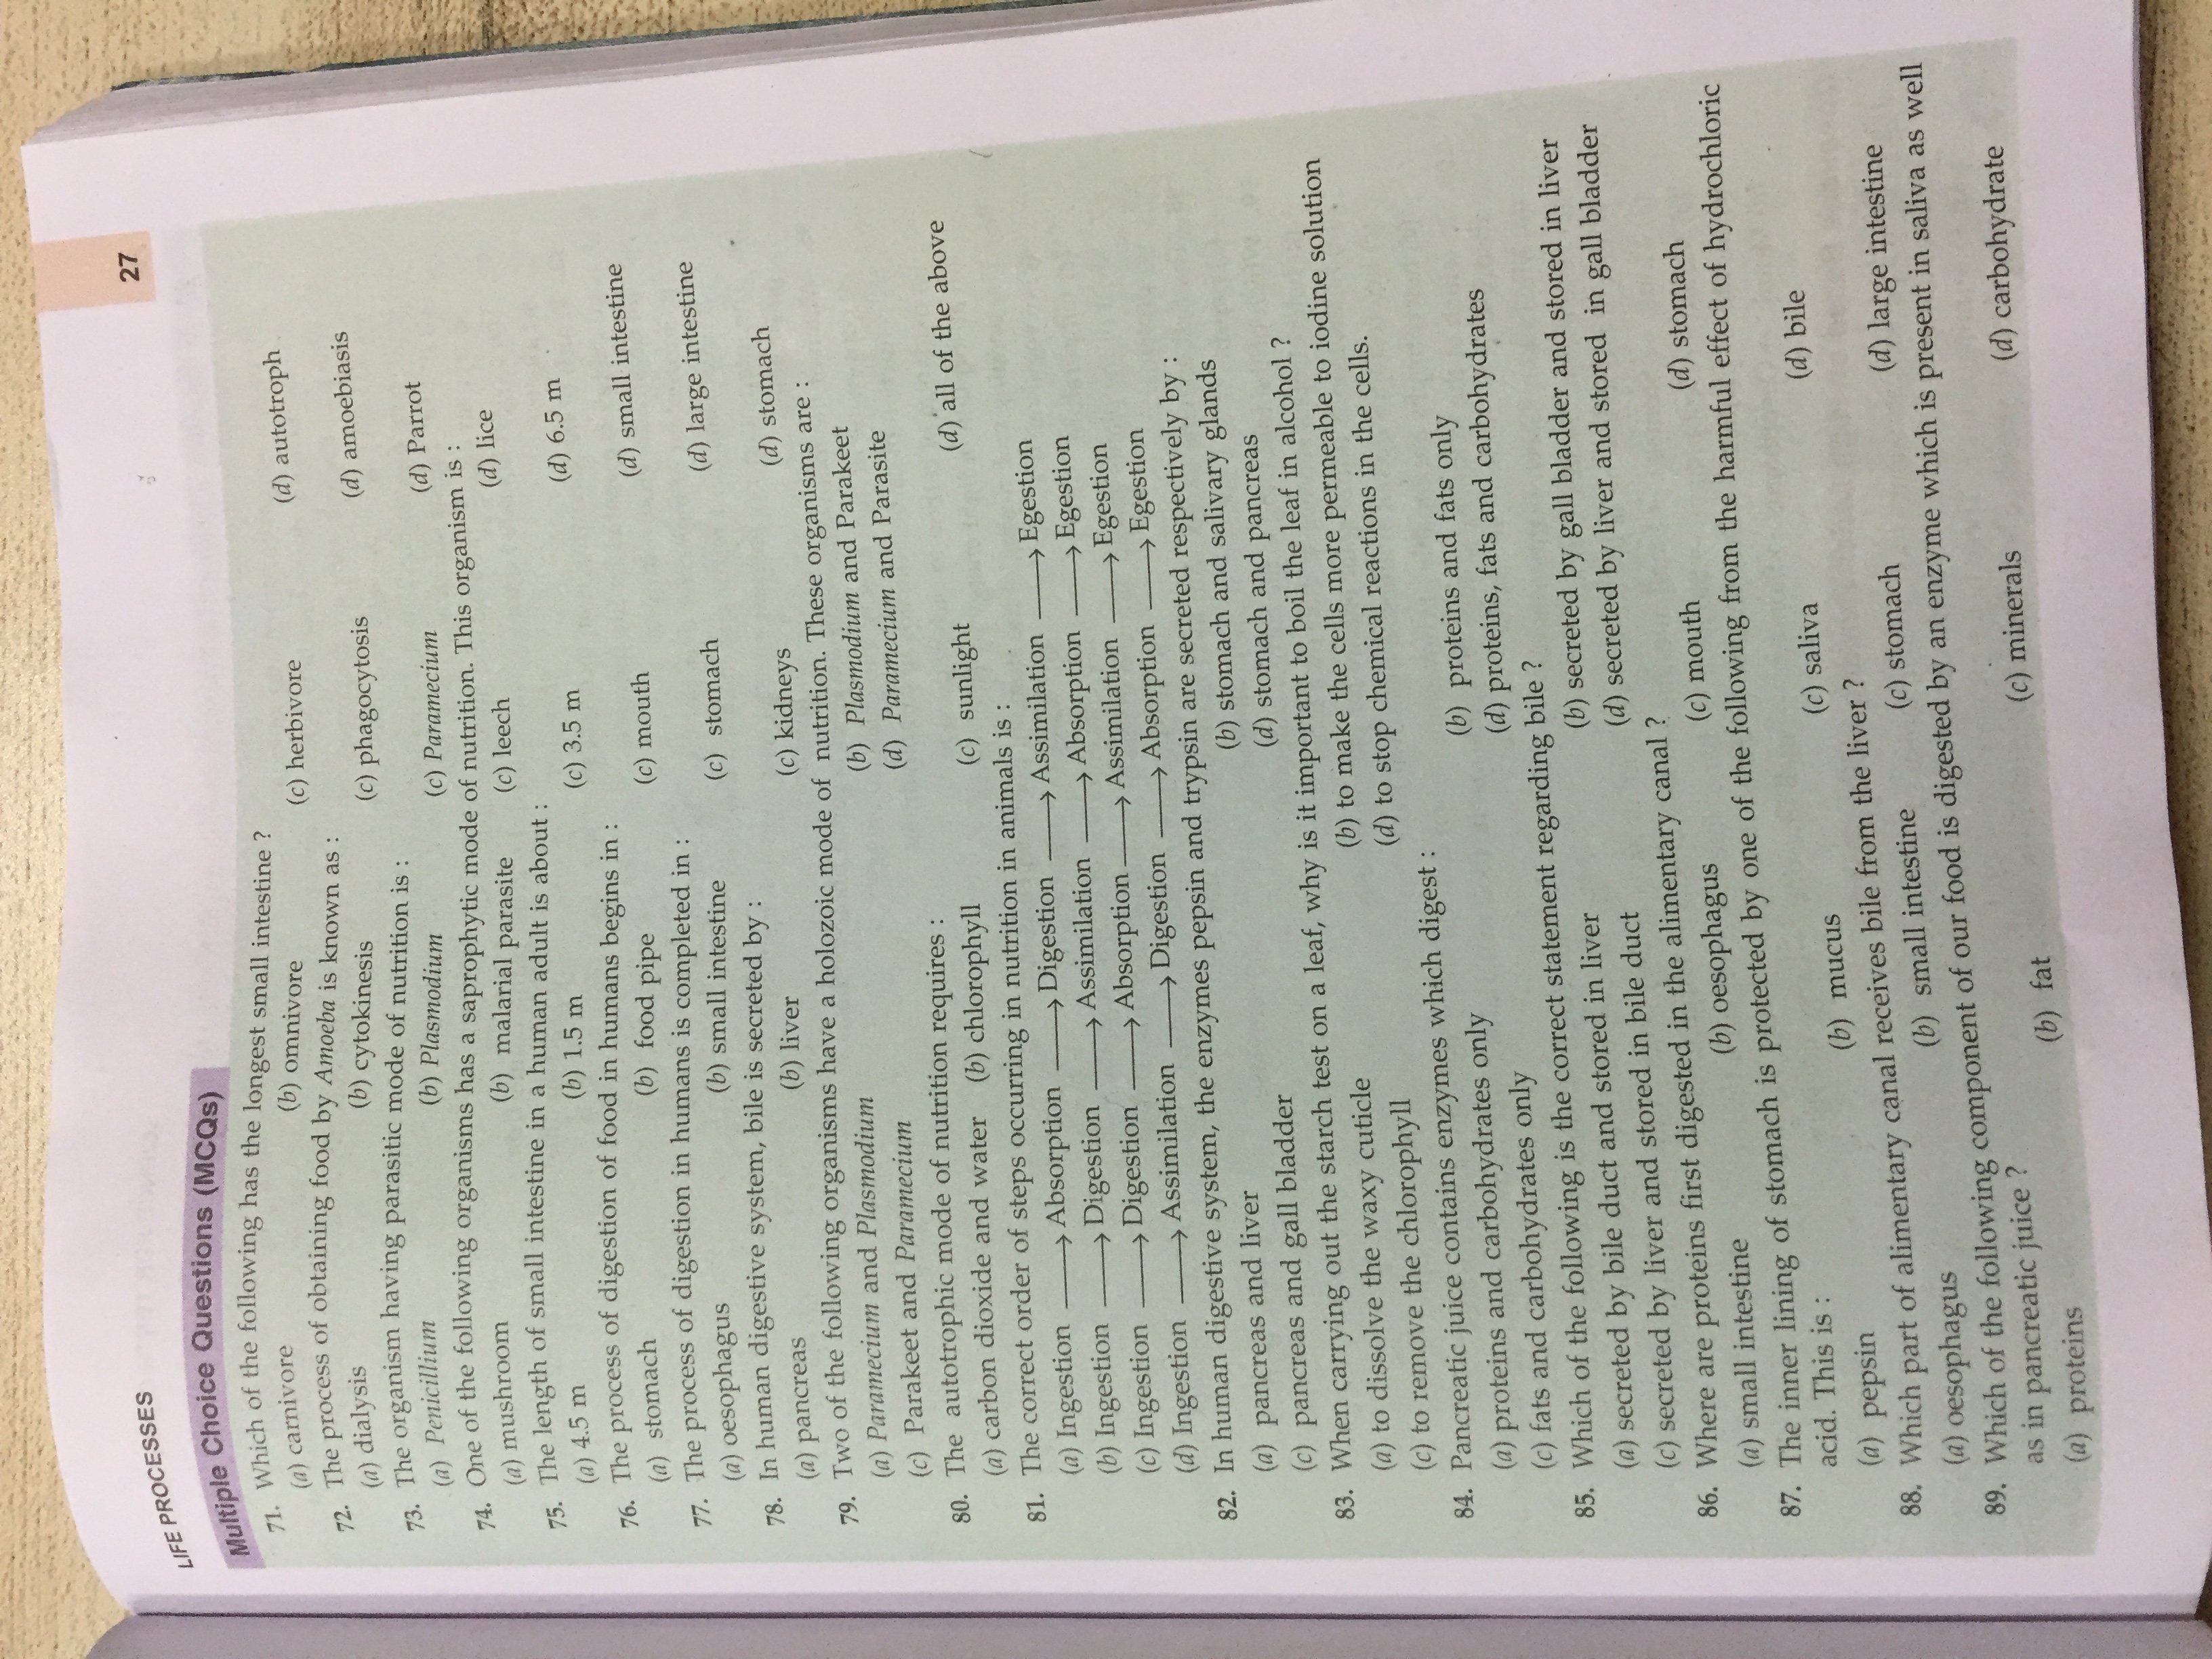 LIFE PROCESSES
27
Multiple Choice Questions (MCQs)
71. Which of the following has the longest small intestine ?
(a) carnivore (b) omnivore (c) herbivore (d) autotroph
72. The process of obtaining food by Amoeba is known as :
(a) dialysis (b) cytokinesis (c) phagocytosis (d) amoebiasis
73. The organism having parasitic mode of nutrition is :
(a) Penicillium (b) Plasmodium (c) Paramecium (d) Parrot
74. One of the following organisms has a saprophytic mode of nutrition. This organism is :
(a) mushroom (b) malarial parasite (c) leech (d) lice
75. The length of small intestine in a human adult is about :
(a) 4.5 m (b) 1.5 m (c) 3.5 m (d) 6.5 m
76. The process of digestion of food in humans begins in :
(a) stomach (b) food pipe (c) mouth (d) small intestine
77. The process of digestion in humans is completed in :
(a) oesophagus (b) small intestine (c) stomach (d) large intestine
78. In human digestive system, bile is secreted by :
(a) pancreas (b) liver (c) kidneys (d) stomach
79. Two of the following organisms have a holozoic mode of nutrition. These organisms are :
(a) Paramecium and Plasmodium (b) Plasmodium and Parakeet
(c) Parakeet and Paramecium (d) Paramecium and Parasite
80. The autotrophic mode of nutrition requires :
(a) carbon dioxide and water (b) chlorophyll (c) sunlight (d) all of the above
81. The correct order of steps occurring in nutrition in animals is :
(a) Ingestion → Absorption → Digestion → Assimilation → Egestion
(b) Ingestion → Digestion → Assimilation → Absorption → Egestion
(c) Ingestion → Digestion → Absorption → Assimilation → Egestion
(d) Ingestion → Assimilation → Digestion → Absorption → Egestion
82. In human digestive system, the enzymes pepsin and trypsin are secreted respectively by :
(a) pancreas and liver (b) stomach and salivary glands
(c) pancreas and gall bladder (d) stomach and pancreas
83. When carrying out the starch test on a leaf, why is it important to boil the leaf in alcohol ?
(a) to dissolve the waxy cuticle (b) to make the cells more permeable to iodine solution
(c) to remove the chlorophyll (d) to stop chemical reactions in the cells.
84. Pancreatic juice contains enzymes which digest :
(a) proteins and carbohydrates only (b) proteins and fats only
(c) fats and carbohydrates only (d) proteins, fats and carbohydrates
85. Which of the following is the correct statement regarding bile ?
(a) secreted by bile duct and stored in liver (b) secreted by gall bladder and stored in liver
(c) secreted by liver and stored in bile duct (d) secreted by liver and stored in gall bladder
86. Where are proteins first digested in the alimentary canal ?
(a) small intestine (b) oesophagus (c) mouth (d) stomach
87. The inner lining of stomach is protected by one of the following from the harmful effect of hydrochloric
acid. This is :
(a) pepsin (b) mucus (c) saliva (d) bile
88. Which part of alimentary canal receives bile from the liver ?
(a) oesophagus (b) small intestine (c) stomach (d) large intestine
89. Which of the following component of our food is digested by an enzyme which is present in saliva as well
as in pancreatic juice ?
(a) proteins (b) fat (c) minerals (d) carbohydrate